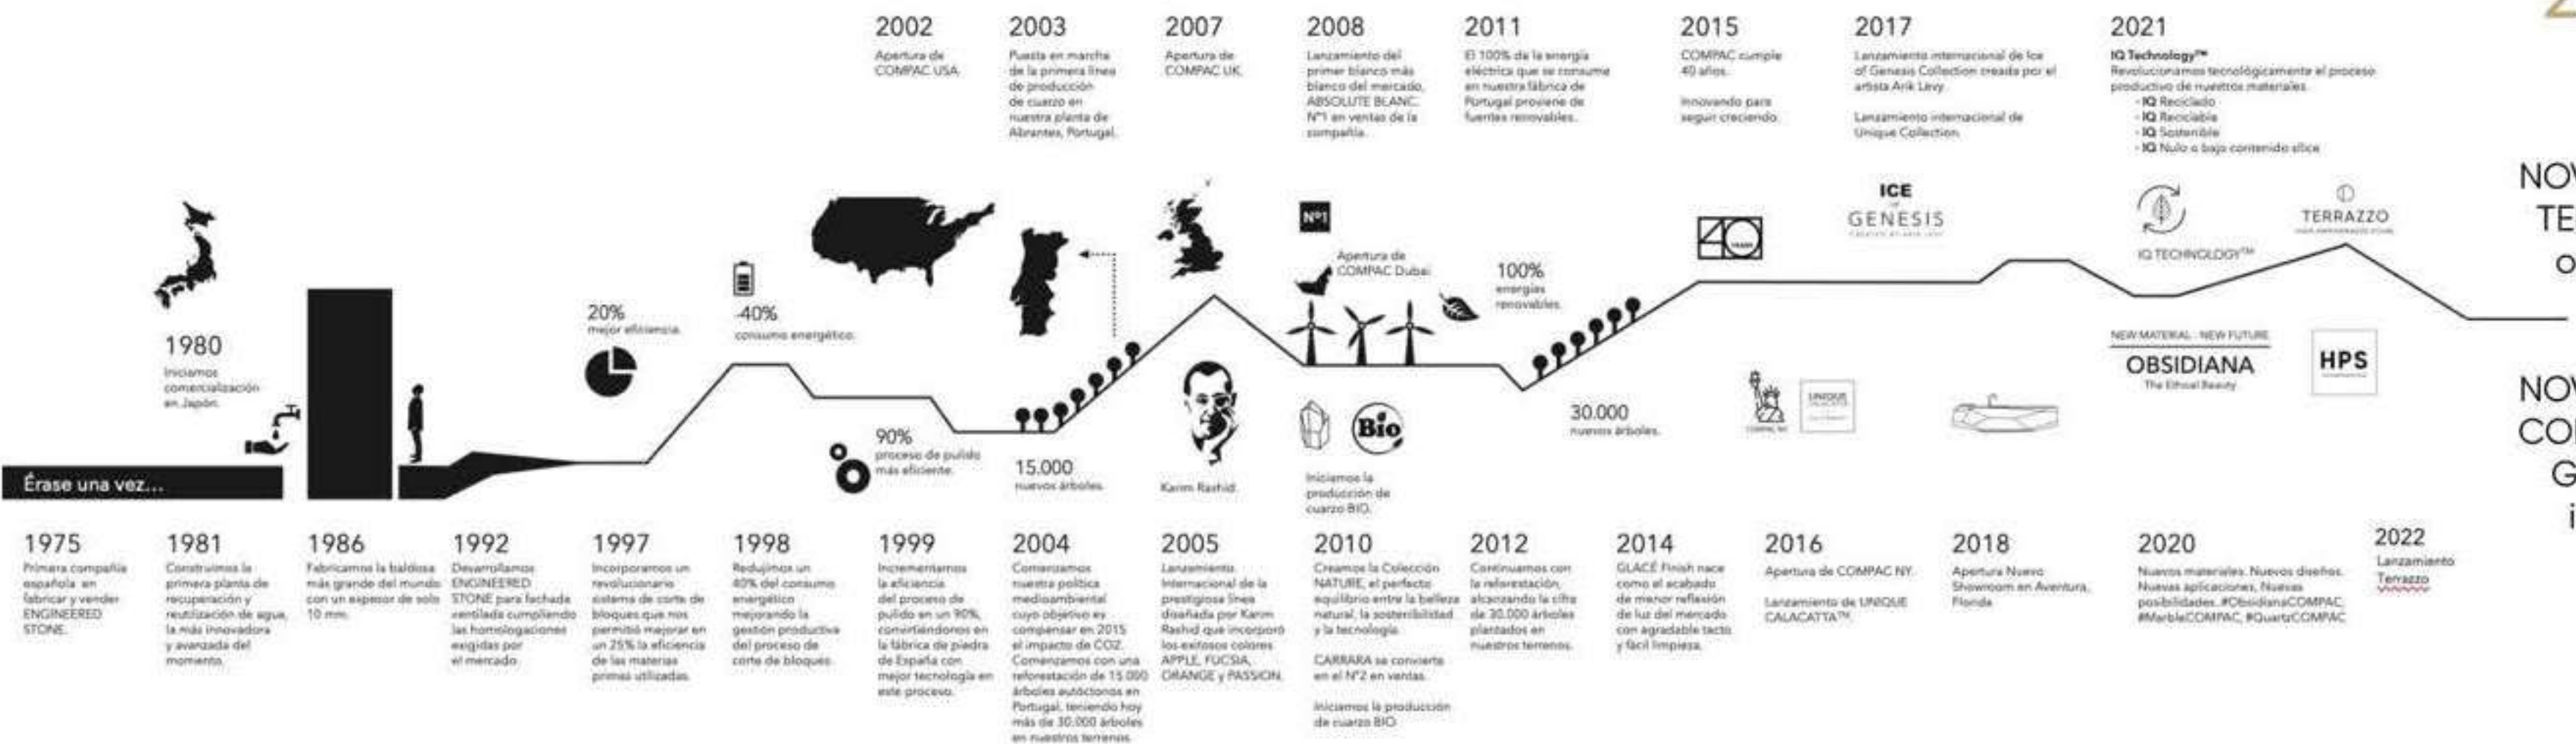 2002
Apertura de
COMPAC USA.
2003
Puesta en marcha
de la primera línea
de producción
de cuarzo en
nuestra planta de
Abrantes, Portugal.
2007
Apertura de
COMPAC UK.
2008
Lanzamiento del
primer blanco más
blanco del mercado,
ABSOLUTE BLANC.
Nº1 en ventas de la
compañía.
2011
El 100% de la energía
eléctrica que se consume
en nuestra fábrica de
Portugal proviene de
fuentes renovables.
2015
COMPAC cumple
40 años.
Innovando para
seguir creciendo.
2017
Lanzamiento internacional de Ice
of Genesis Collection creada por el
artista Arik Levy
Lanzamiento internacional de
Unique Collection.
2021
IQ Technology™
Revolucionamos tecnológicamente el proceso
productivo de nuestros materiales.
- IQ Reciclado
- IQ Reciclable
- IQ Sostenible
- IQ Nulo o bajo contenido sílice
1980
Iniciamos
comercialización
en Japón.
20%
mejor eficiencia.
-40%
consumo energético.
90%
proceso de pulido
más eficiente.
15.000
nuevos árboles.
Karim Rashid.
Nº1
Apertura de
COMPAC Dubai
Bio
Iniciamos la
producción de
cuarzo BIO.
100%
energías
renovables.
30.000
nuevos árboles.
40
YEARS
ICE
GENESIS
COMPAC NY
UNIQUE
CALACATTA
IQ TECHNOLOGY™
TERRAZZO
NEW MATERIAL. NEW FUTURE
OBSIDIANA
The Ethical Beauty
HPS
Érase una vez...
1975
Primera compañía
española en
fabricar y vender
ENGINEERED
STONE.
1981
Construimos la
primera planta de
recuperación y
reutilización de agua,
la más innovadora
y avanzada del
momento.
1986
Fabricamos la baldosa
más grande del mundo
con un espesor de solo
10 mm.
1992
Desarrollamos
ENGINEERED
STONE para fachada
ventilada cumpliendo
las homologaciones
exigidas por
el mercado.
1997
Incorporamos un
revolucionario
sistema de corte de
bloques que nos
permitió mejorar en
un 25% la eficiencia
de las materias
primas utilizadas.
1998
Redujimos un
40% del consumo
energético
mejorando la
gestión productiva
del proceso de
corte de bloques.
1999
Incrementamos
la eficiencia
del proceso de
pulido en un 90%,
convirtiéndonos en
la fábrica de piedra
de España con
mejor tecnología en
este proceso.
2004
Comenzamos
nuestra política
medioambiental
cuyo objetivo es
compensar en 2015
el impacto de CO2.
Comenzamos con una
reforestación de 15.000
árboles autóctonos en
Portugal, teniendo hoy
más de 30.000 árboles
en nuestros terrenos.
2005
Lanzamiento
Internacional de la
prestigiosa línea
diseñada por Karim
Rashid que incorporó
los exitosos colores
APPLE, FUCSIA,
ORANGE y PASSION.
2010
Creamos la Colección
NATURE, el perfecto
equilibrio entre la belleza
natural, la sostenibilidad
y la tecnología.
CARRARA se convierte
en el Nº2 en ventas.
Iniciamos la producción
de cuarzo BIO
2012
Continuamos con
la reforestación,
alcanzando la cifra
de 30.000 árboles
plantados en
nuestros terrenos.
2014
GLACÉ Finish nace
como el acabado
de menor reflexión
de luz del mercado
con agradable tacto
y fácil limpieza.
2016
Apertura de COMPAC NY.
Lanzamiento de UNIQUE
CALACATTA™.
2018
Apertura Nuevo
Showroom en Aventura,
Florida
2020
Nuevos materiales. Nuevos diseños.
Nuevas aplicaciones, Nuevas
posibilidades. #ObsidianaCOMPAC,
#MarbleCOMPAC, #QuartzCOMPAC
2022
Lanzamiento
Terrazzo